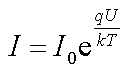 I = I₀e^{qU/kT}